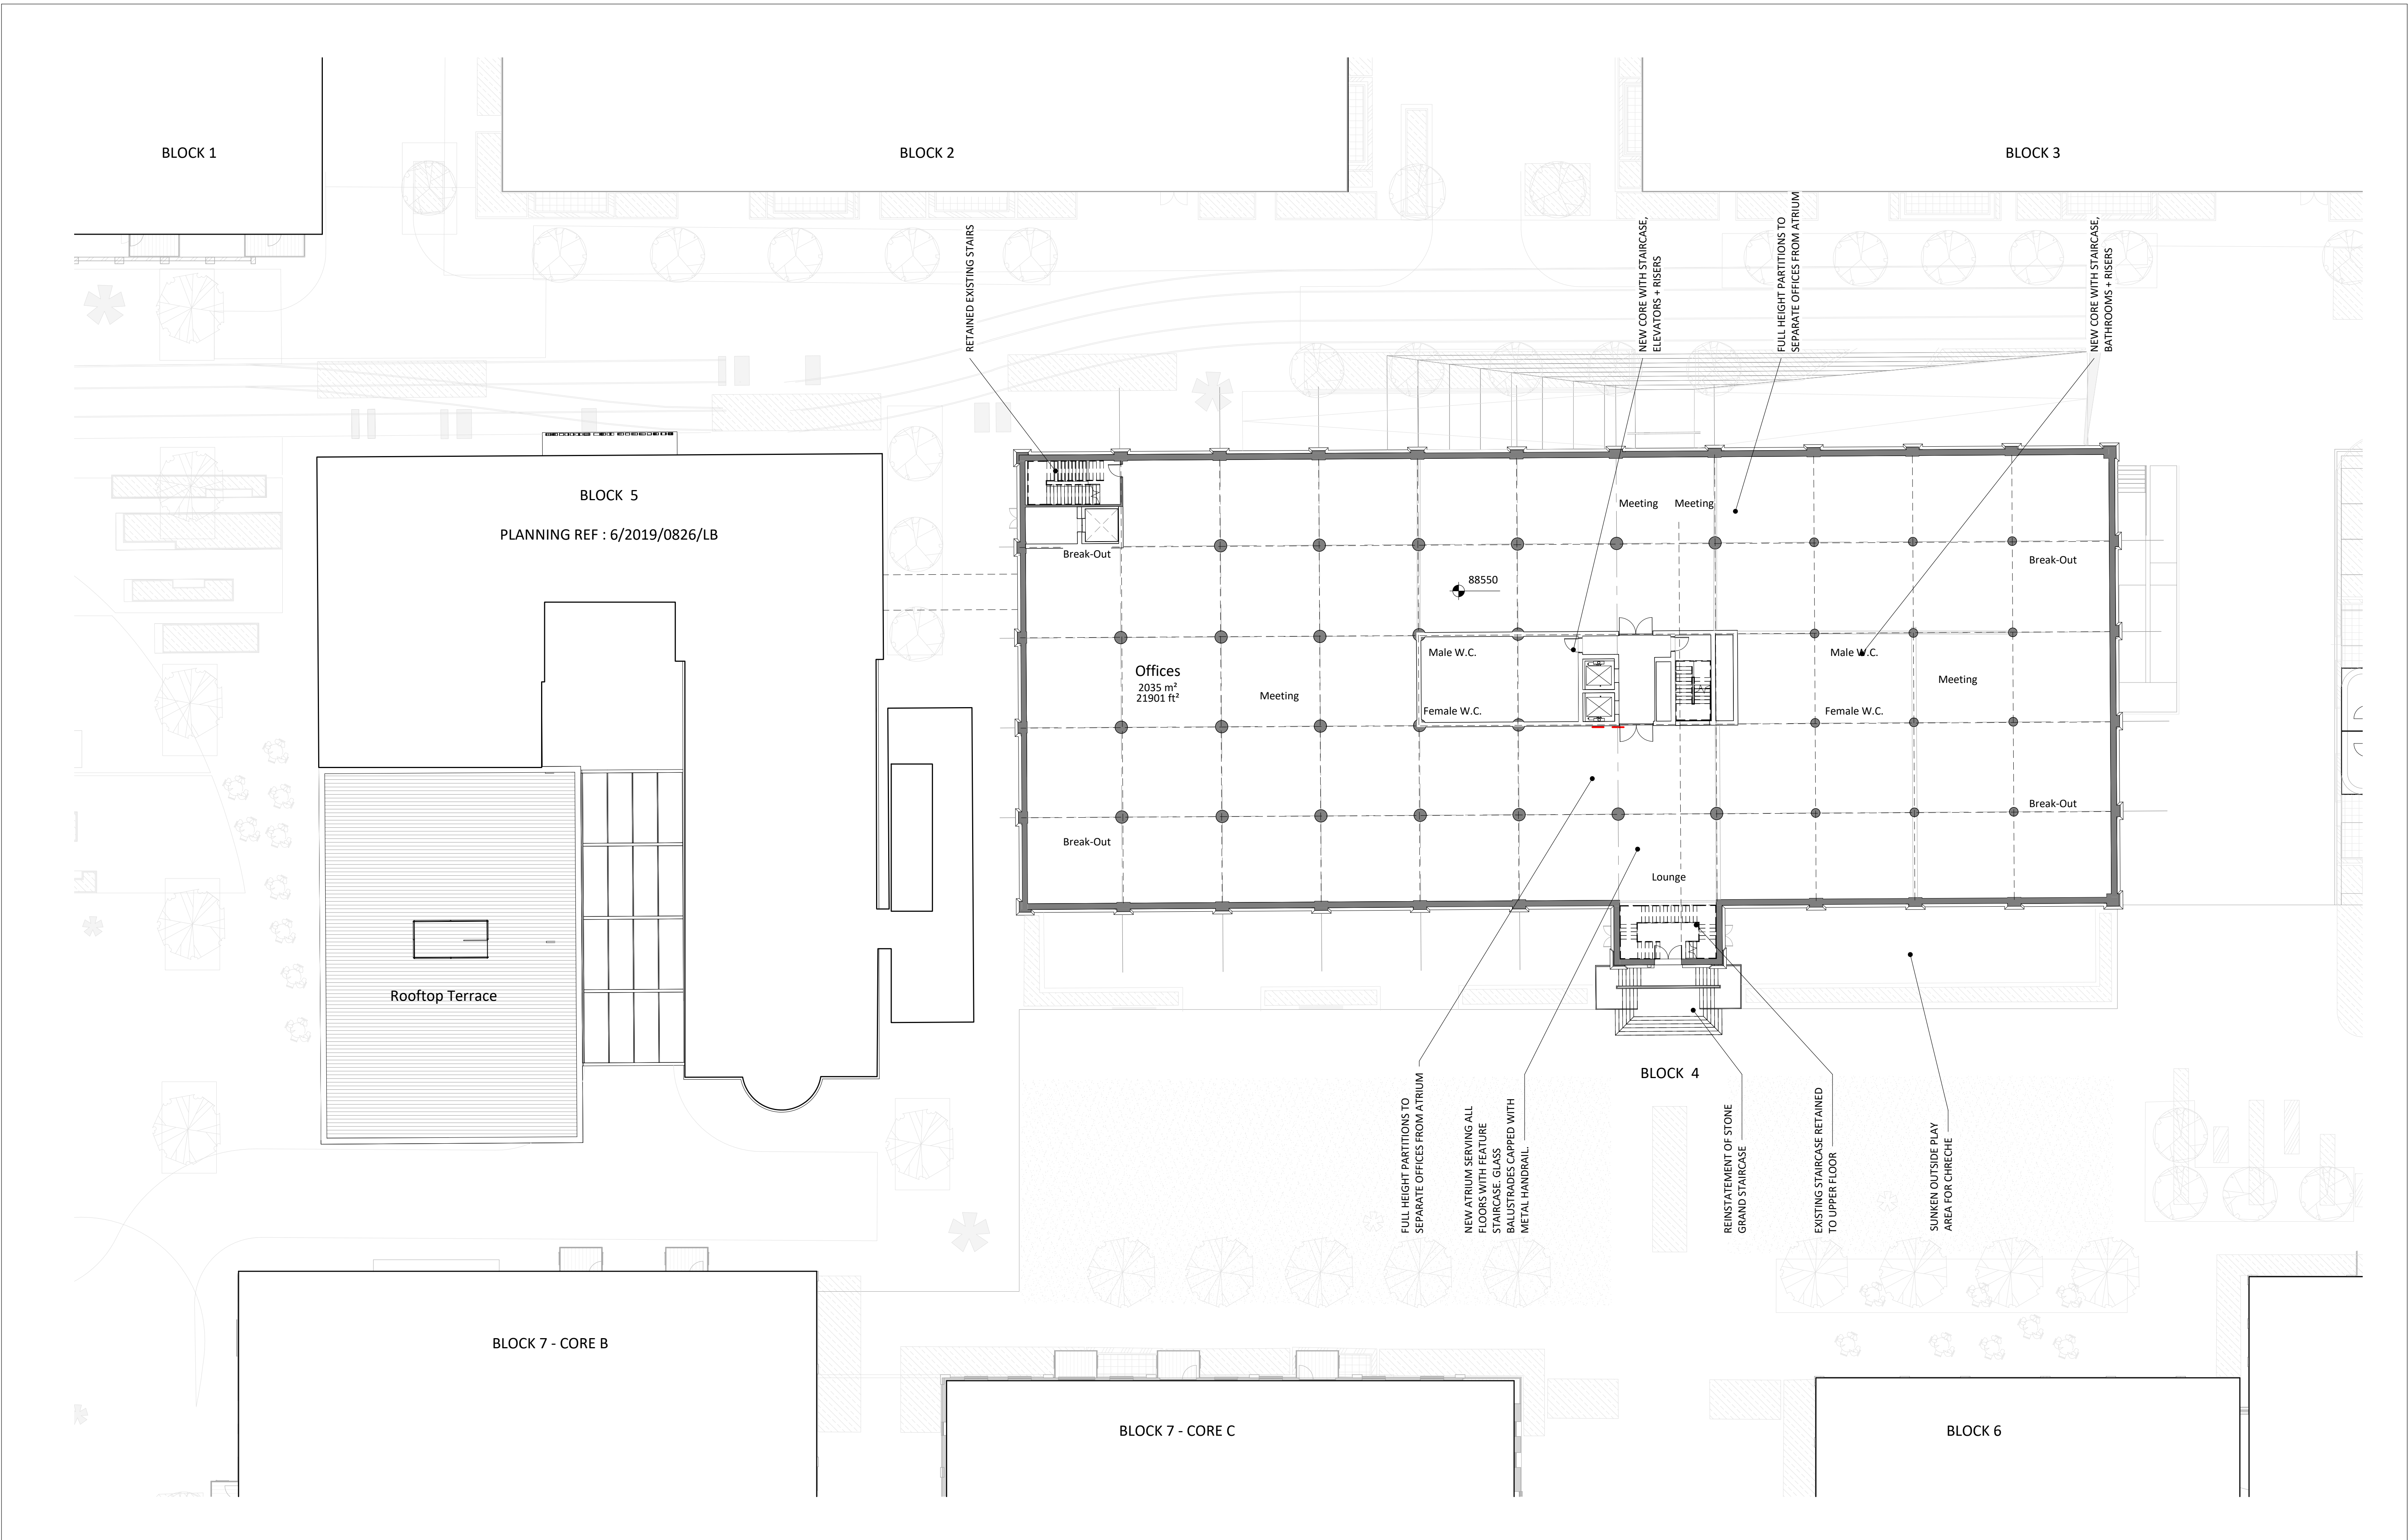 BLOCK 1
BLOCK 2
BLOCK 3
RETAINED EXISTING STAIRS
NEW CORE WITH STAIRCASE,
ELEVATORS + RISERS
FULL HEIGHT PARTITIONS TO
SEPARATE OFFICES FROM ATRIUM
NEW CORE WITH STAIRCASE,
BATHROOMS + RISERS
BLOCK 5
PLANNING REF : 6/2019/0826/LB
Meeting
Meeting
Break-Out
Break-Out
88550
Male W.C.
Male W.C.
Offices
2035 m²
21901 ft²
Meeting
Meeting
Female W.C.
Female W.C.
Break-Out
Break-Out
Lounge
Rooftop Terrace
BLOCK 4
FULL HEIGHT PARTITIONS TO
SEPARATE OFFICES FROM ATRIUM
NEW ATRIUM SERVING ALL
FLOORS WITH FEATURE
STAIRCASE. GLASS
BALUSTRADES CAPPED WITH
METAL HANDRAIL.
REINSTATEMENT OF STONE
GRAND STAIRCASE
EXISTING STAIRCASE RETAINED
TO UPPER FLOOR
SUNKEN OUTSIDE PLAY
AREA FOR CHRECHE
BLOCK 7 - CORE B
BLOCK 7 - CORE C
BLOCK 6